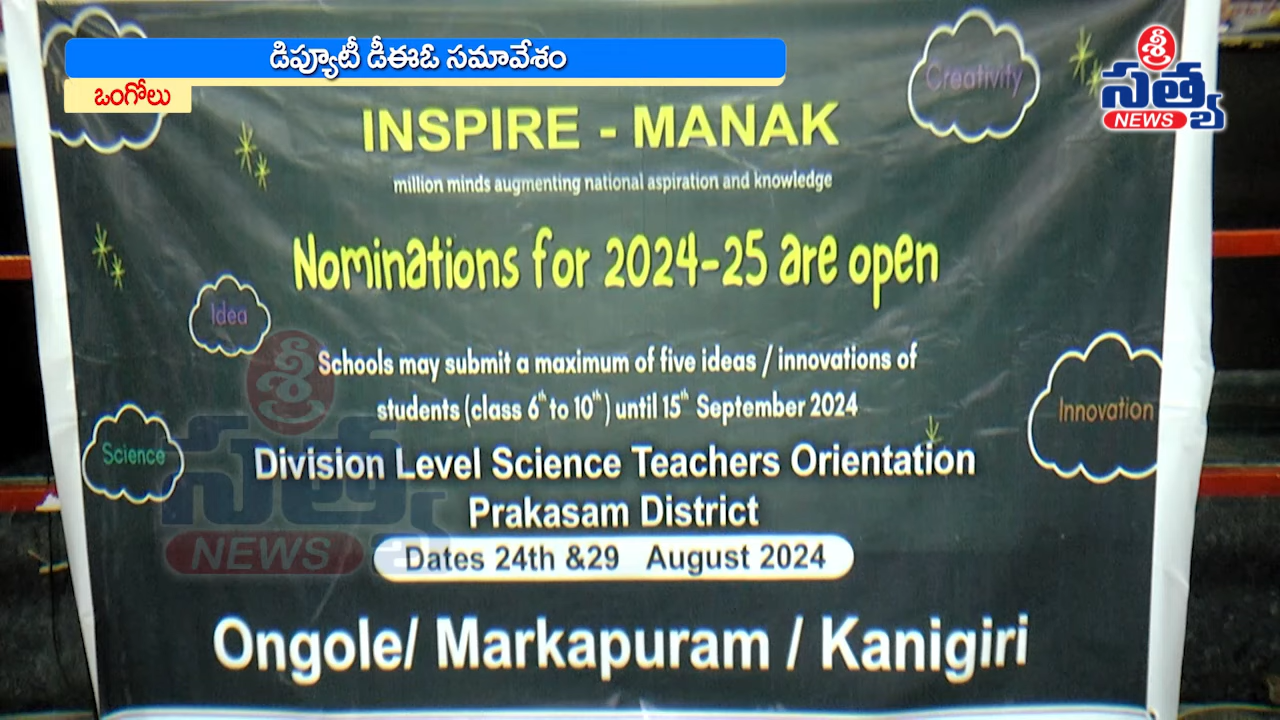 డిప్యూటీ డీఈఓ సమావేశం
ఒంగోలు
శ్రీ
సత్య
NEWS
Creativity
INSPIRE - MANAK
million minds augmenting national aspiration and knowledge
Nominations for 2024-25 are open
Idea
Schools may submit a maximum of five ideas / innovations of
students (class 6th to 10th) until 15th September 2024
Innovation
Science
Division Level Science Teachers Orientation
Prakasam District
Dates 24th &29 August 2024
Ongole/ Markapuram / Kanigiri
శ్రీ
సత్య
NEWS